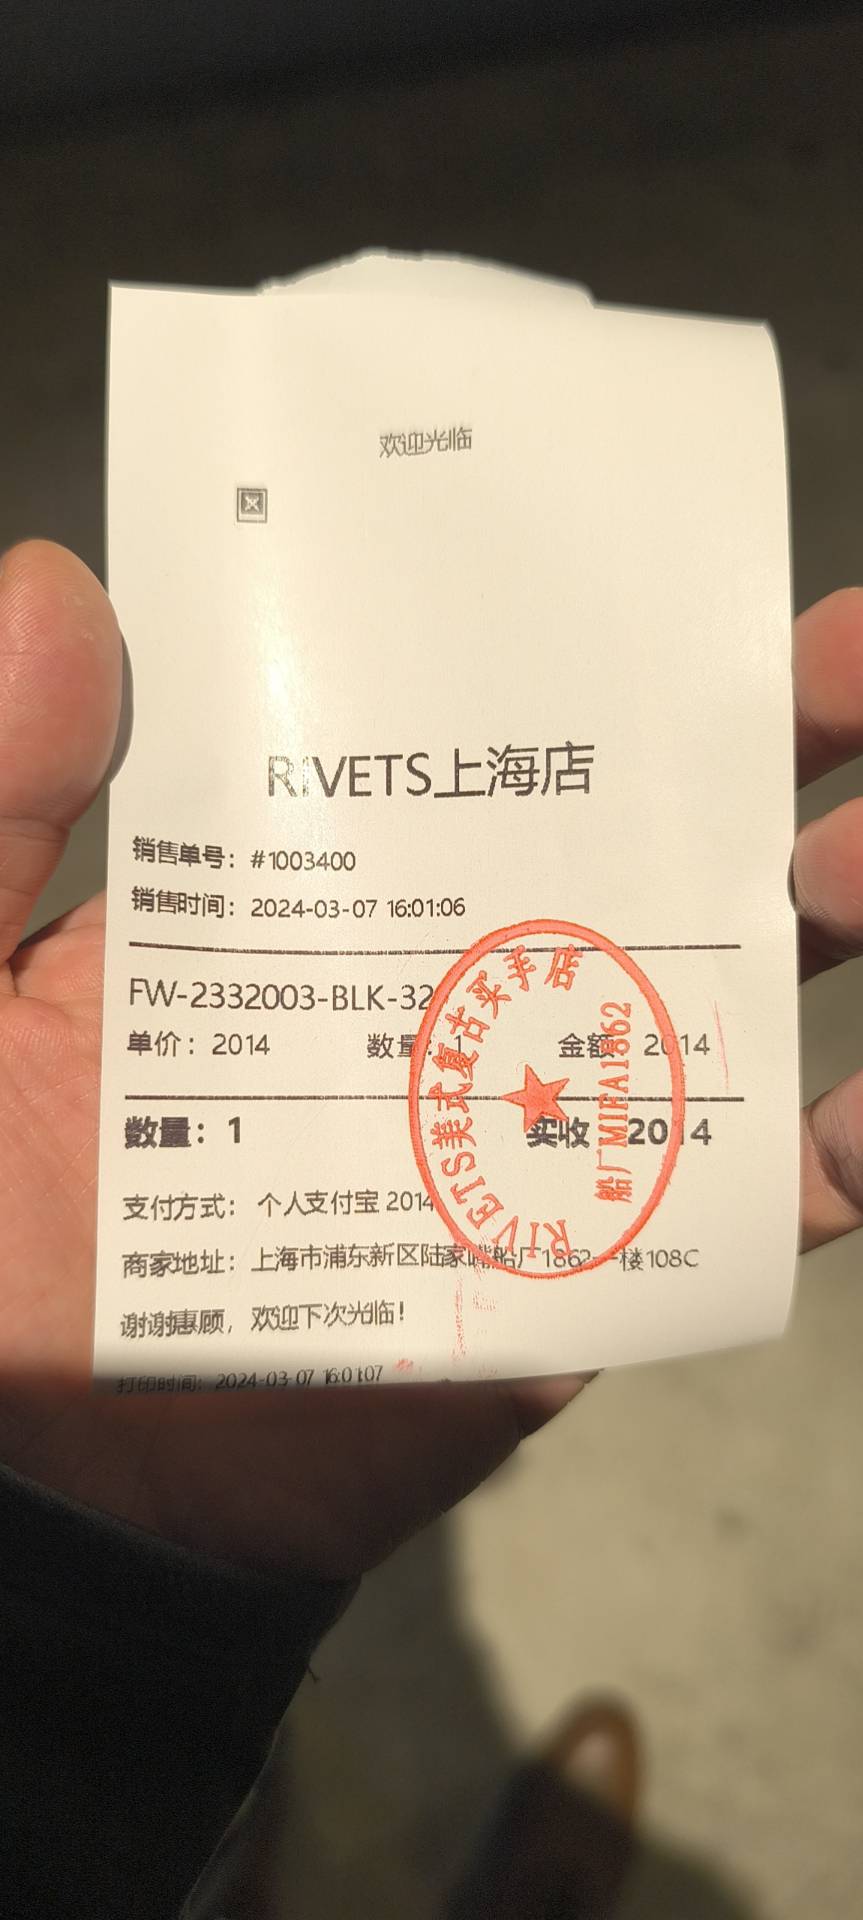 欢迎光临
RIVETS上海店
销售单号：#1003400
销售时间：2024-03-07 16:01:06
FW-2332003-BLK-32
单价：2014 数量：1 金额 2014
数量：1 实收 2014
支付方式： 个人支付宝 2014
商家地址：上海市浦东新区陆家嘴船厂1862一楼108C
谢谢惠顾，欢迎下次光临！
打印时间：2024-03-07 16:01:07
RIVETS美式复古买手店
船厂MIFA1862